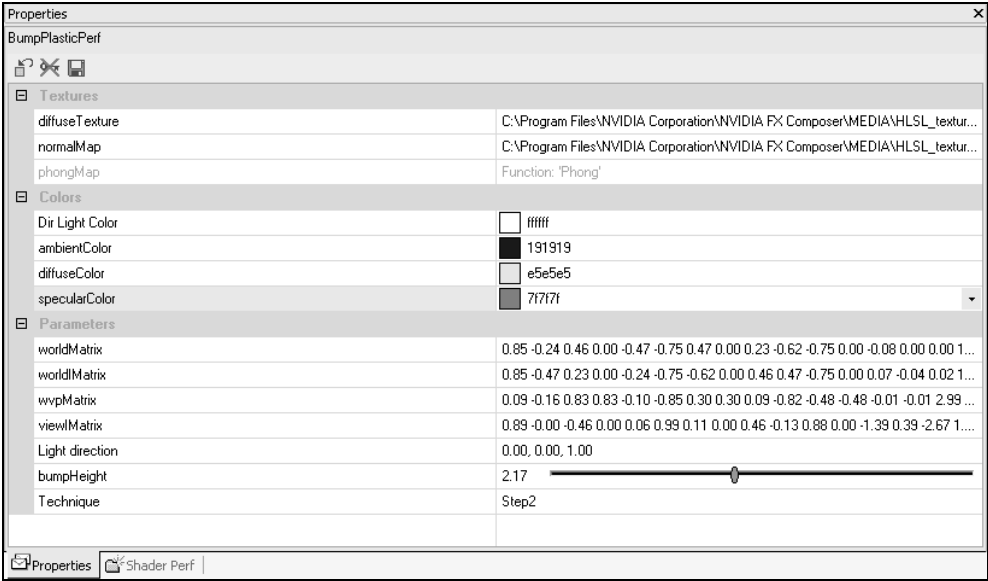 Properties
BumpPlasticPerf
Textures
diffuseTexture C:\Program Files\NVIDIA Corporation\NVIDIA FX Composer\MEDIA\HLSL_textur...
normalMap C:\Program Files\NVIDIA Corporation\NVIDIA FX Composer\MEDIA\HLSL_textur...
phongMap Function: 'Phong'
Colors
Dir Light Color ffffff
ambientColor 191919
diffuseColor e5e5e5
specularColor 7f7f7f
Parameters
worldMatrix 0.85 -0.24 0.46 0.00 -0.47 -0.75 0.47 0.00 0.23 -0.62 -0.75 0.00 -0.08 0.00 0.00 1...
worldIMatrix 0.85 -0.47 0.23 0.00 -0.24 -0.75 -0.62 0.00 0.46 0.47 -0.75 0.00 0.07 -0.04 0.02 1...
wvpMatrix 0.09 -0.16 0.83 0.83 -0.10 -0.85 0.30 0.30 0.09 -0.82 -0.48 -0.48 -0.01 -0.01 2.99 ...
viewIMatrix 0.89 -0.00 -0.46 0.00 0.06 0.99 0.11 0.00 0.46 -0.13 0.88 0.00 -1.39 0.39 -2.67 1....
Light direction 0.00, 0.00, 1.00
bumpHeight 2.17
Technique Step2
Properties Shader Perf